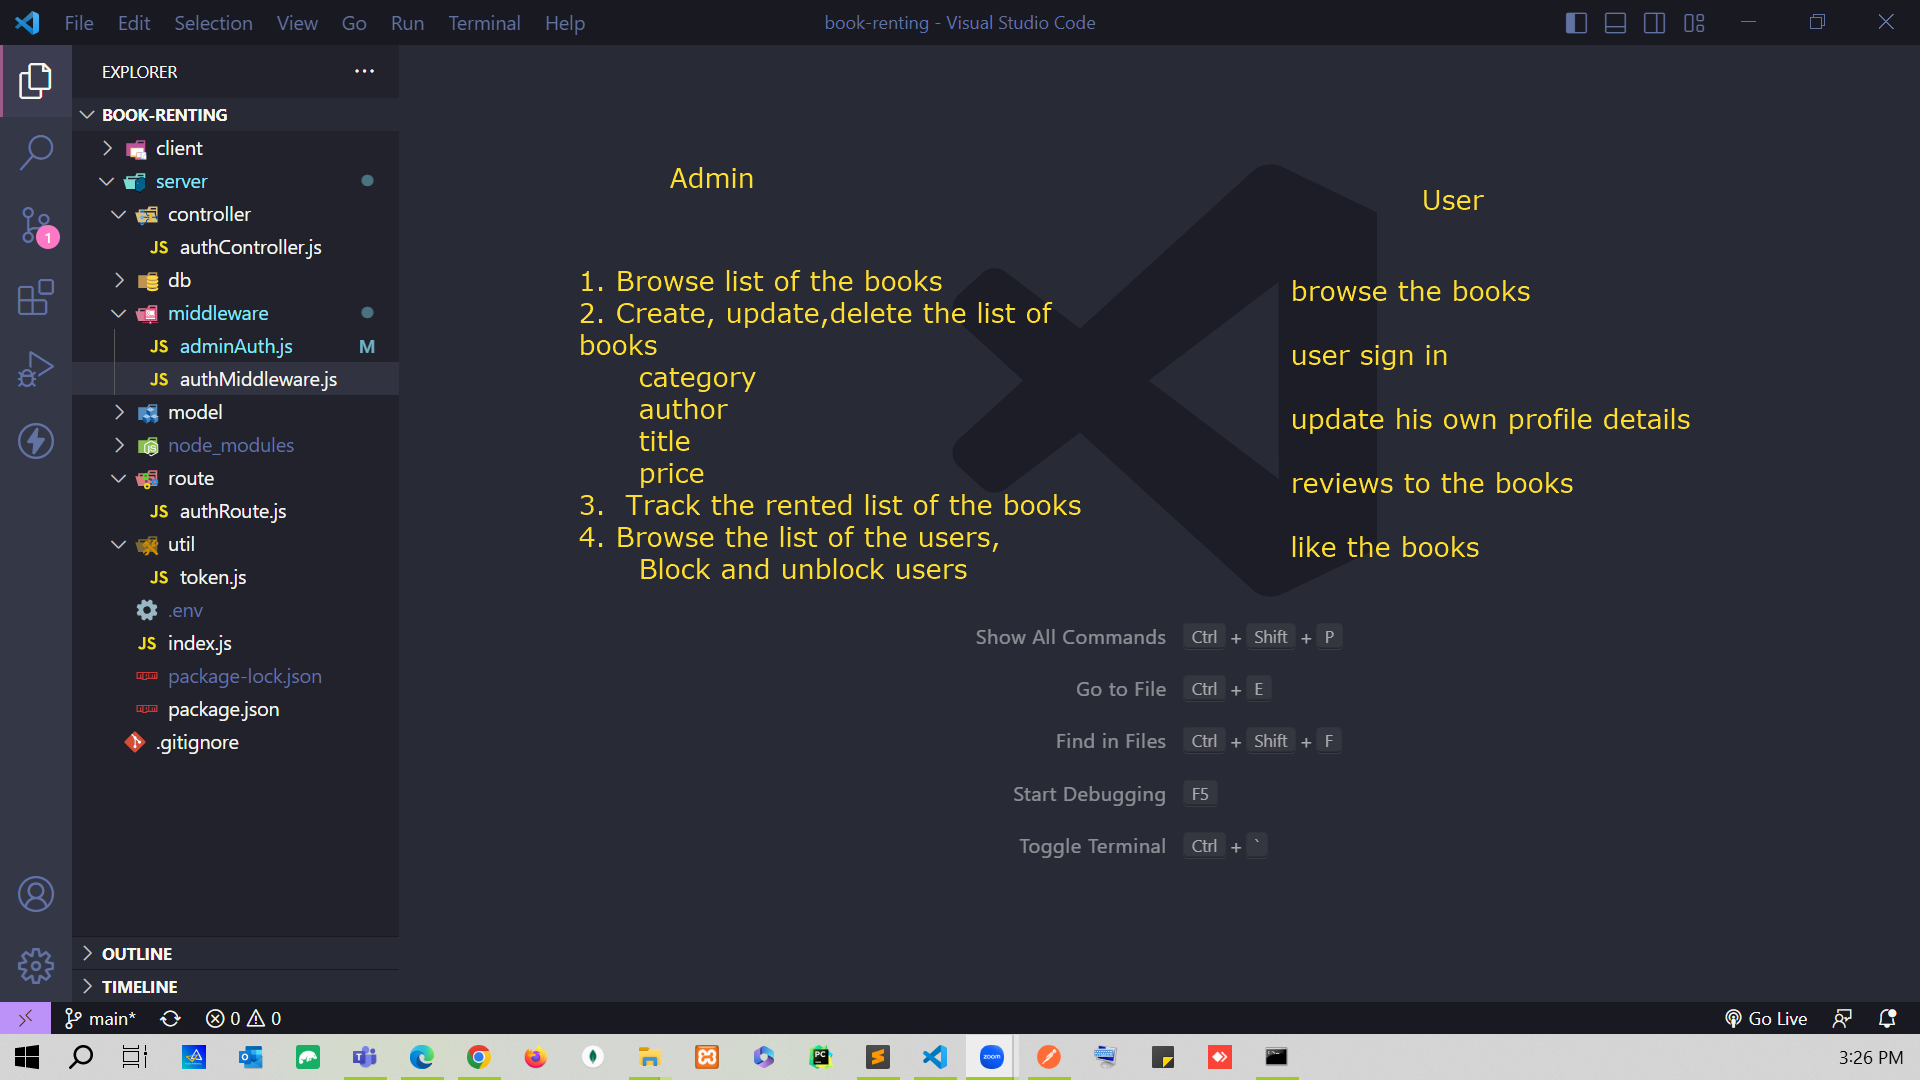 File Edit Selection View Go Run Terminal Help
book-renting - Visual Studio Code
EXPLORER
BOOK-RENTING
client
server
controller
JS authController.js
db
middleware
JS adminAuth.js M
JS authMiddleware.js
model
node_modules
route
JS authRoute.js
util
JS token.js
.env
JS index.js
package-lock.json
package.json
.gitignore
OUTLINE
TIMELINE
1
Admin
1. Browse list of the books
2. Create, update,delete the list of
books
category
author
title
price
3. Track the rented list of the books
4. Browse the list of the users,
Block and unblock users
User
browse the books
user sign in
update his own profile details
reviews to the books
like the books
Show All Commands Ctrl + Shift + P
Go to File Ctrl + E
Find in Files Ctrl + Shift + F
Start Debugging F5
Toggle Terminal Ctrl + `
main* 0 0
Go Live
zoom
3:26 PM